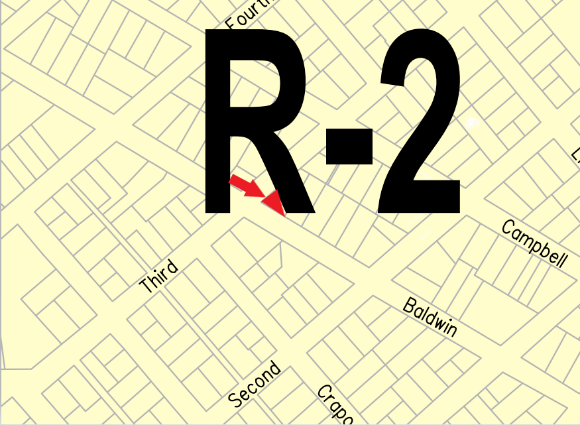 Fourth
R-2
Campbell
Third
Baldwin
Second
Crapo